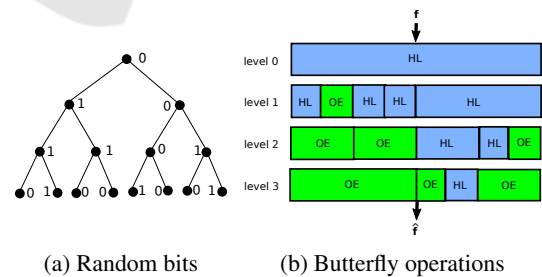 0
1 0
1 1 0 1
0 1 0 0 1 0 0 1
(a) Random bits
f
level 0 HL
level 1 HL OE HL HL HL
level 2 OE OE HL HL OE
level 3 OE OE HL OE
f̂
(b) Butterfly operations